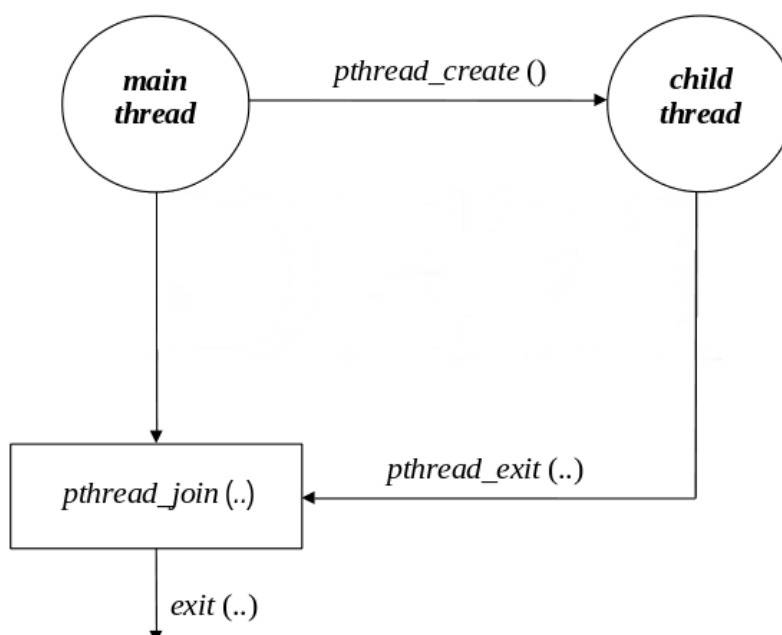 main
thread
pthread_create ()
child
thread
pthread_join (..)
pthread_exit (..)
exit (..)